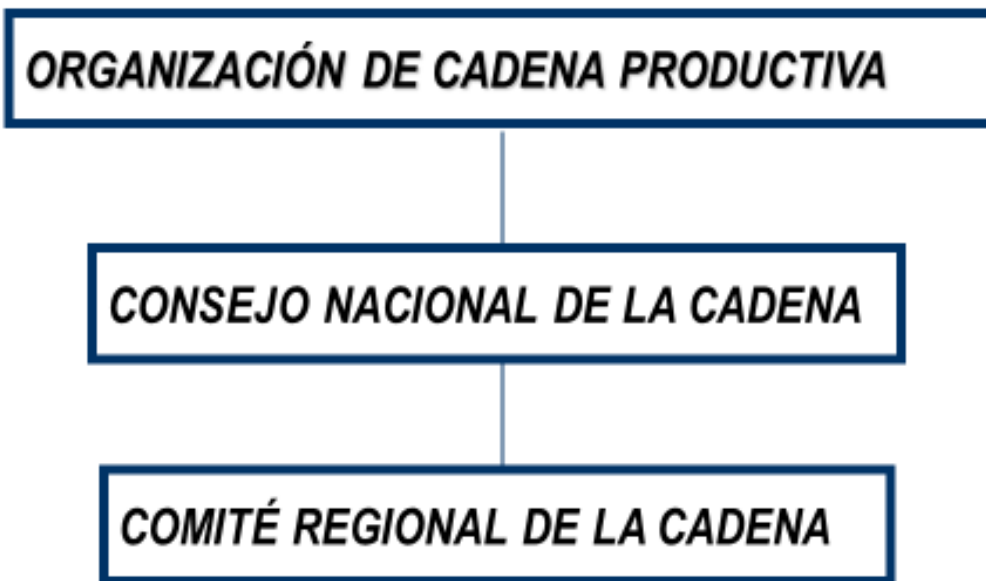 ORGANIZACIÓN DE CADENA PRODUCTIVA
CONSEJO NACIONAL DE LA CADENA
COMITÉ REGIONAL DE LA CADENA